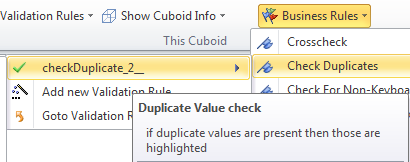 Validation Rules
Show Cuboid Info
Business Rules
This Cuboid
Crosscheck
checkDuplicate_2__
Check Duplicates
Add new Validation Rule
Check For Non-Keybo
Goto Validation R
Duplicate Value check
if duplicate values are present then those are
highlighted